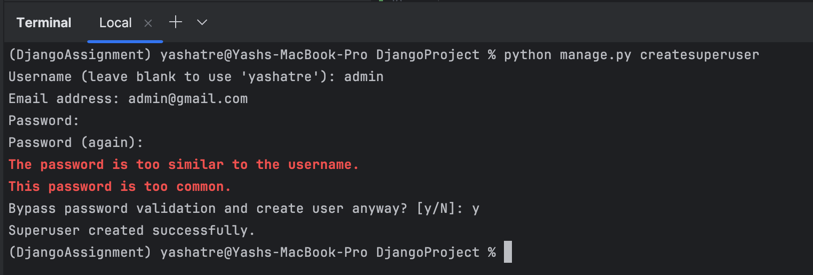 Terminal Local × +
(DjangoAssignment) yashatre@Yashs-MacBook-Pro DjangoProject % python manage.py createsuperuser
Username (leave blank to use 'yashatre'): admin
Email address: admin@gmail.com
Password:
Password (again):
The password is too similar to the username.
This password is too common.
Bypass password validation and create user anyway? [y/N]: y
Superuser created successfully.
(DjangoAssignment) yashatre@Yashs-MacBook-Pro DjangoProject %